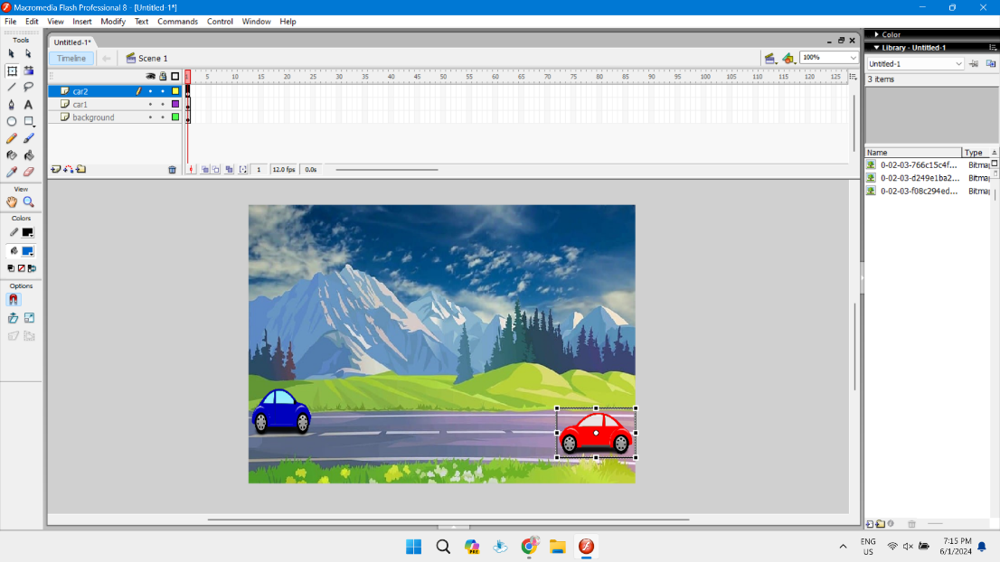 Macromedia Flash Professional 8 - [Untitled-1*]
File Edit View Insert Modify Text Commands Control Window Help
Tools
View
Colors
Options
Untitled-1*
Timeline
Scene 1
100%
1 5 10 15 20 25 30 35 40 45 50 55 60 65 70 75 80 85 90 95 100 105 110 115 120 125
car2
car1
background
1 12.0 fps 0.0s
Color
Library - Untitled-1
Untitled-1
3 items
Name Type
0-02-03-766c15c4f... Bitma
0-02-03-d249e1ba2... Bitma
0-02-03-f08c294ed... Bitma
PRE
ENG
US
7:15 PM
6/1/2024